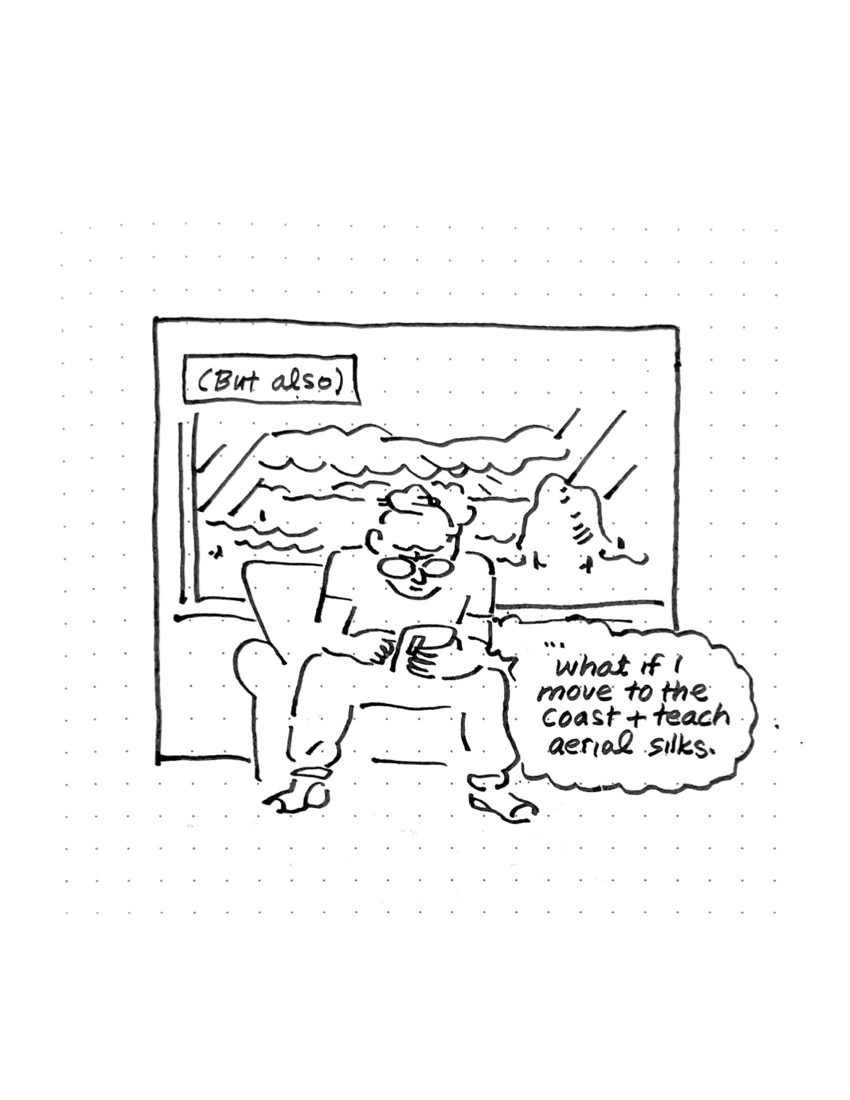 (But also)
...
what if I
move to the
coast + teach
aerial silks.